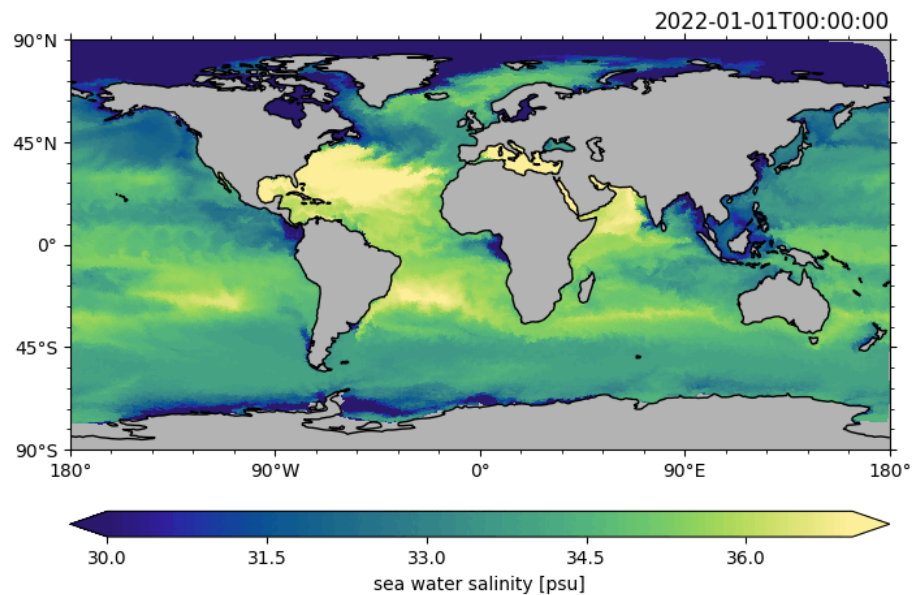 2022-01-01T00:00:00
90°N
45°N
0°
45°S
90°S
180° 90°W 0° 90°E 180°
30.0 31.5 33.0 34.5 36.0
sea water salinity [psu]